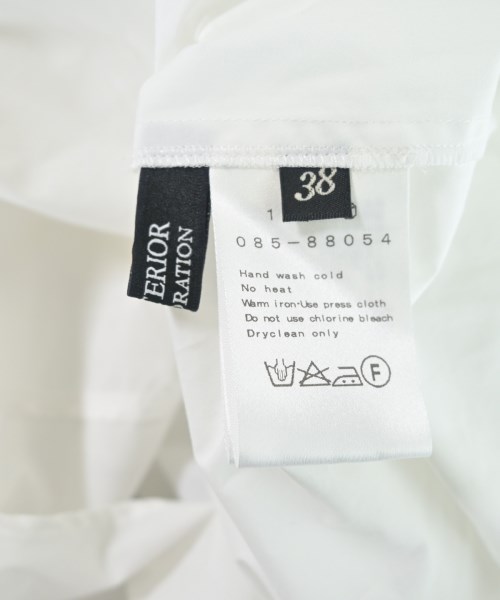 38
1
085-88054
TERIOR
RATION
Hand wash cold
No heat
Warm iron·Use press cloth
Do not use chlorine bleach
Dryclean only
F